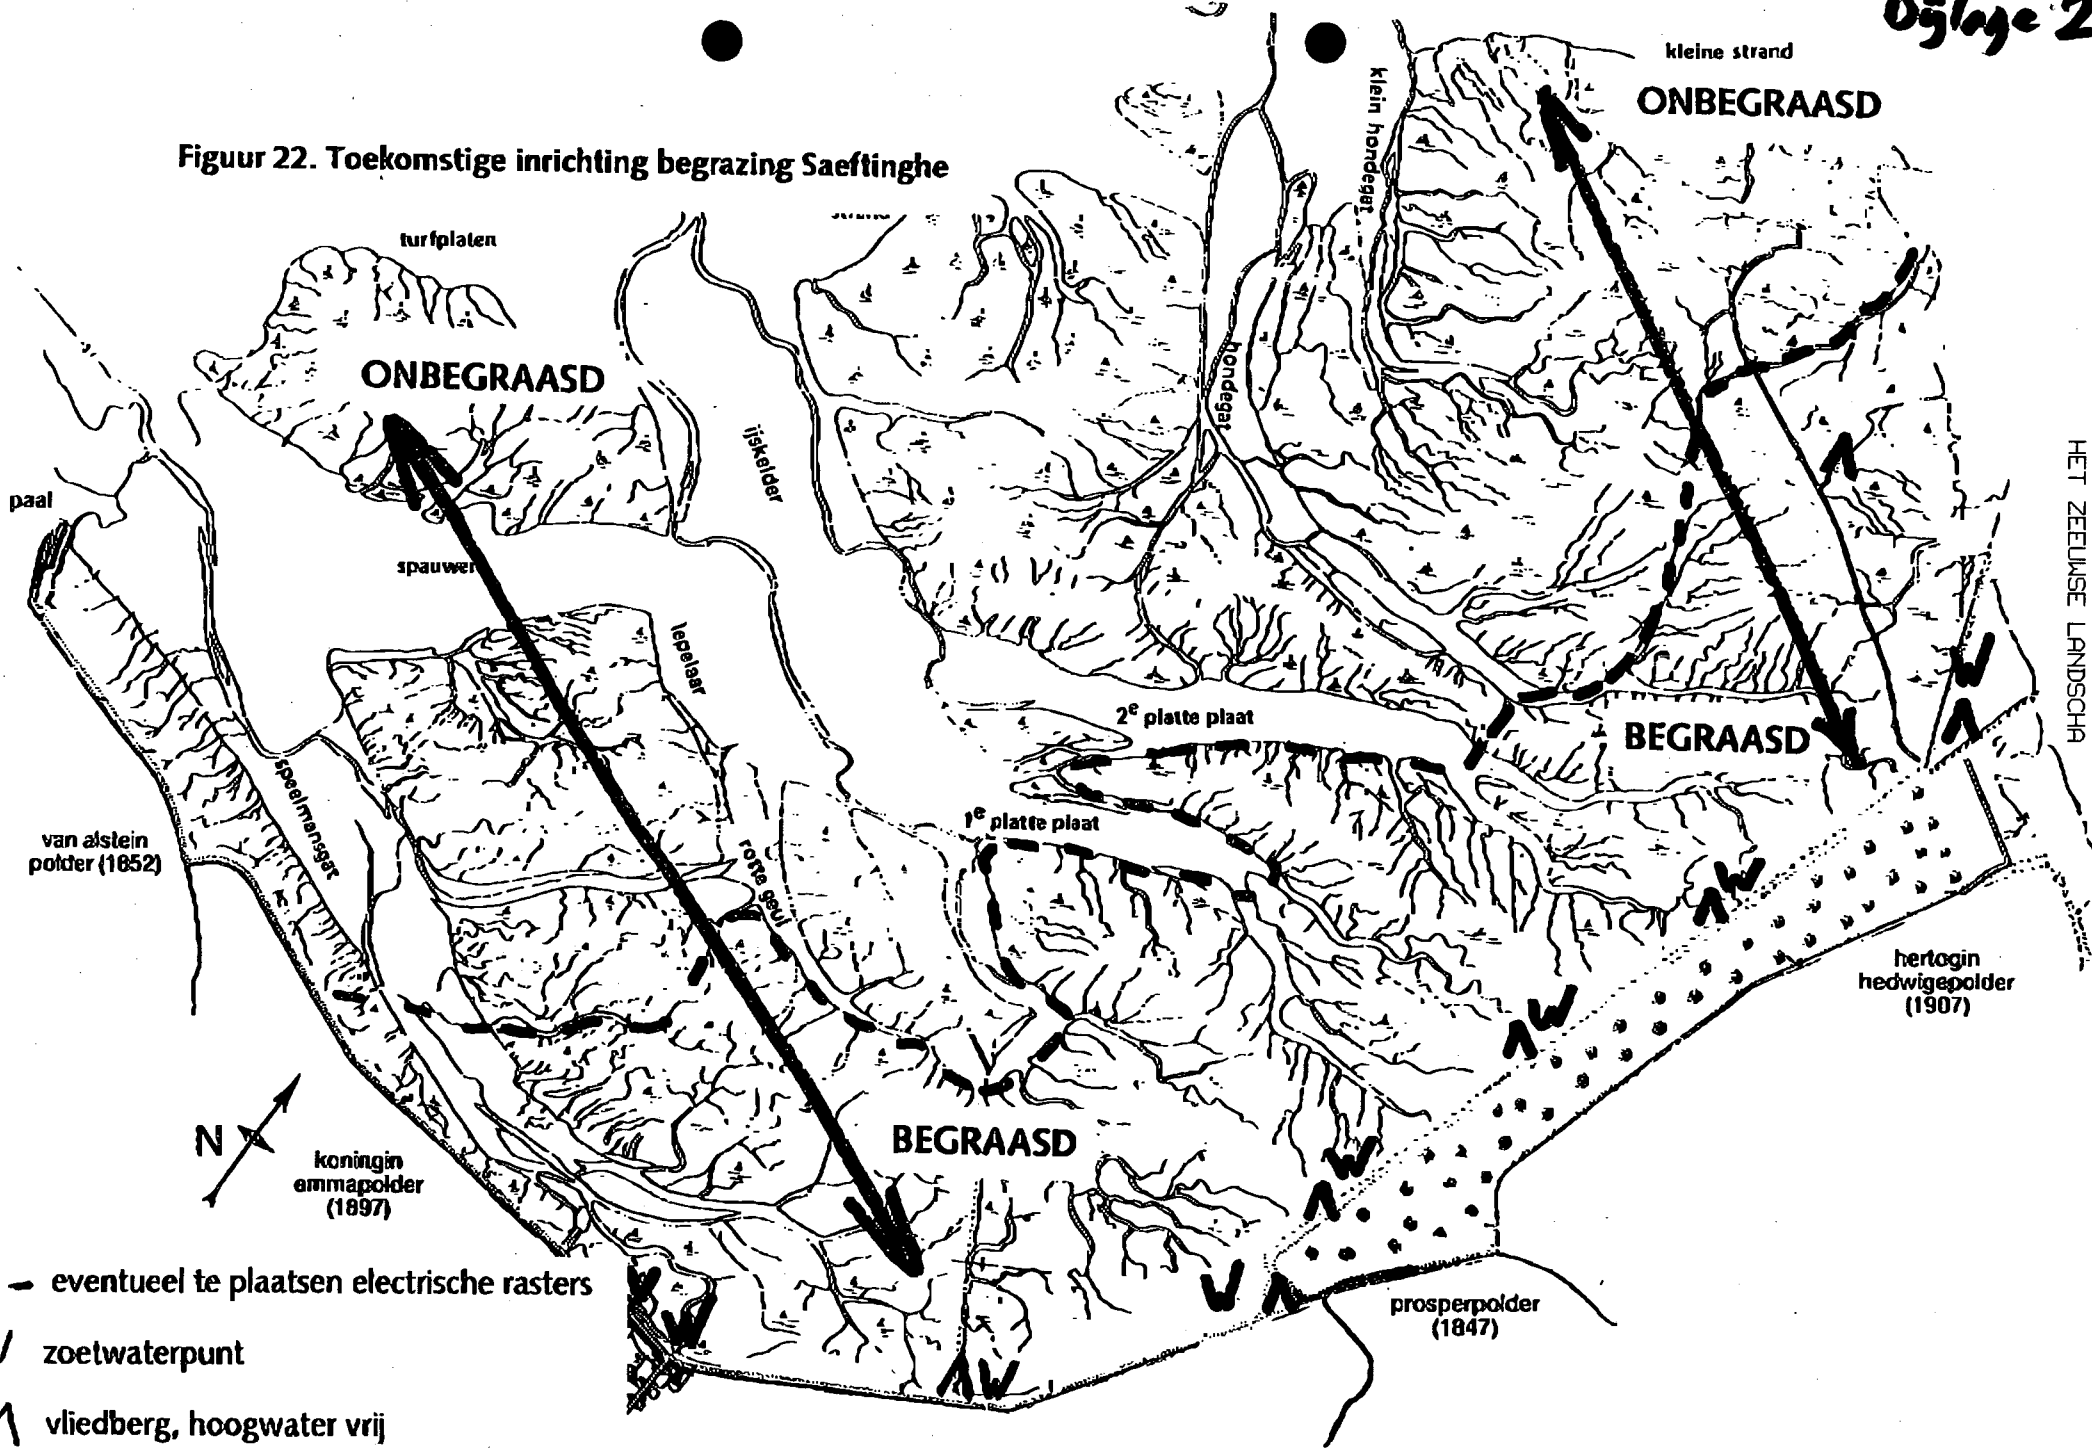 Bijlage 2
kleine strand
ONBEGRAASD
Figuur 22. Toekomstige inrichting begrazing Saeftinghe
klein hondegat
turfplaten
ONBEGRAASD
hondegat
ijskelder
paal
spauwer
HET ZEEUWSE LANDSCHA
lepelaar
2e platte plaat
BEGRAASD
speelmansgat
1e platte plaat
van alstein
polder (1852)
rotte geul
hertogin
hedwigepolder
(1907)
N
BEGRAASD
koningin
emmapolder
(1897)
W
W
W
W
W
W
eventueel te plaatsen electrische rasters
prosperpolder
(1847)
zoetwaterpunt
vliedberg, hoogwater vrij